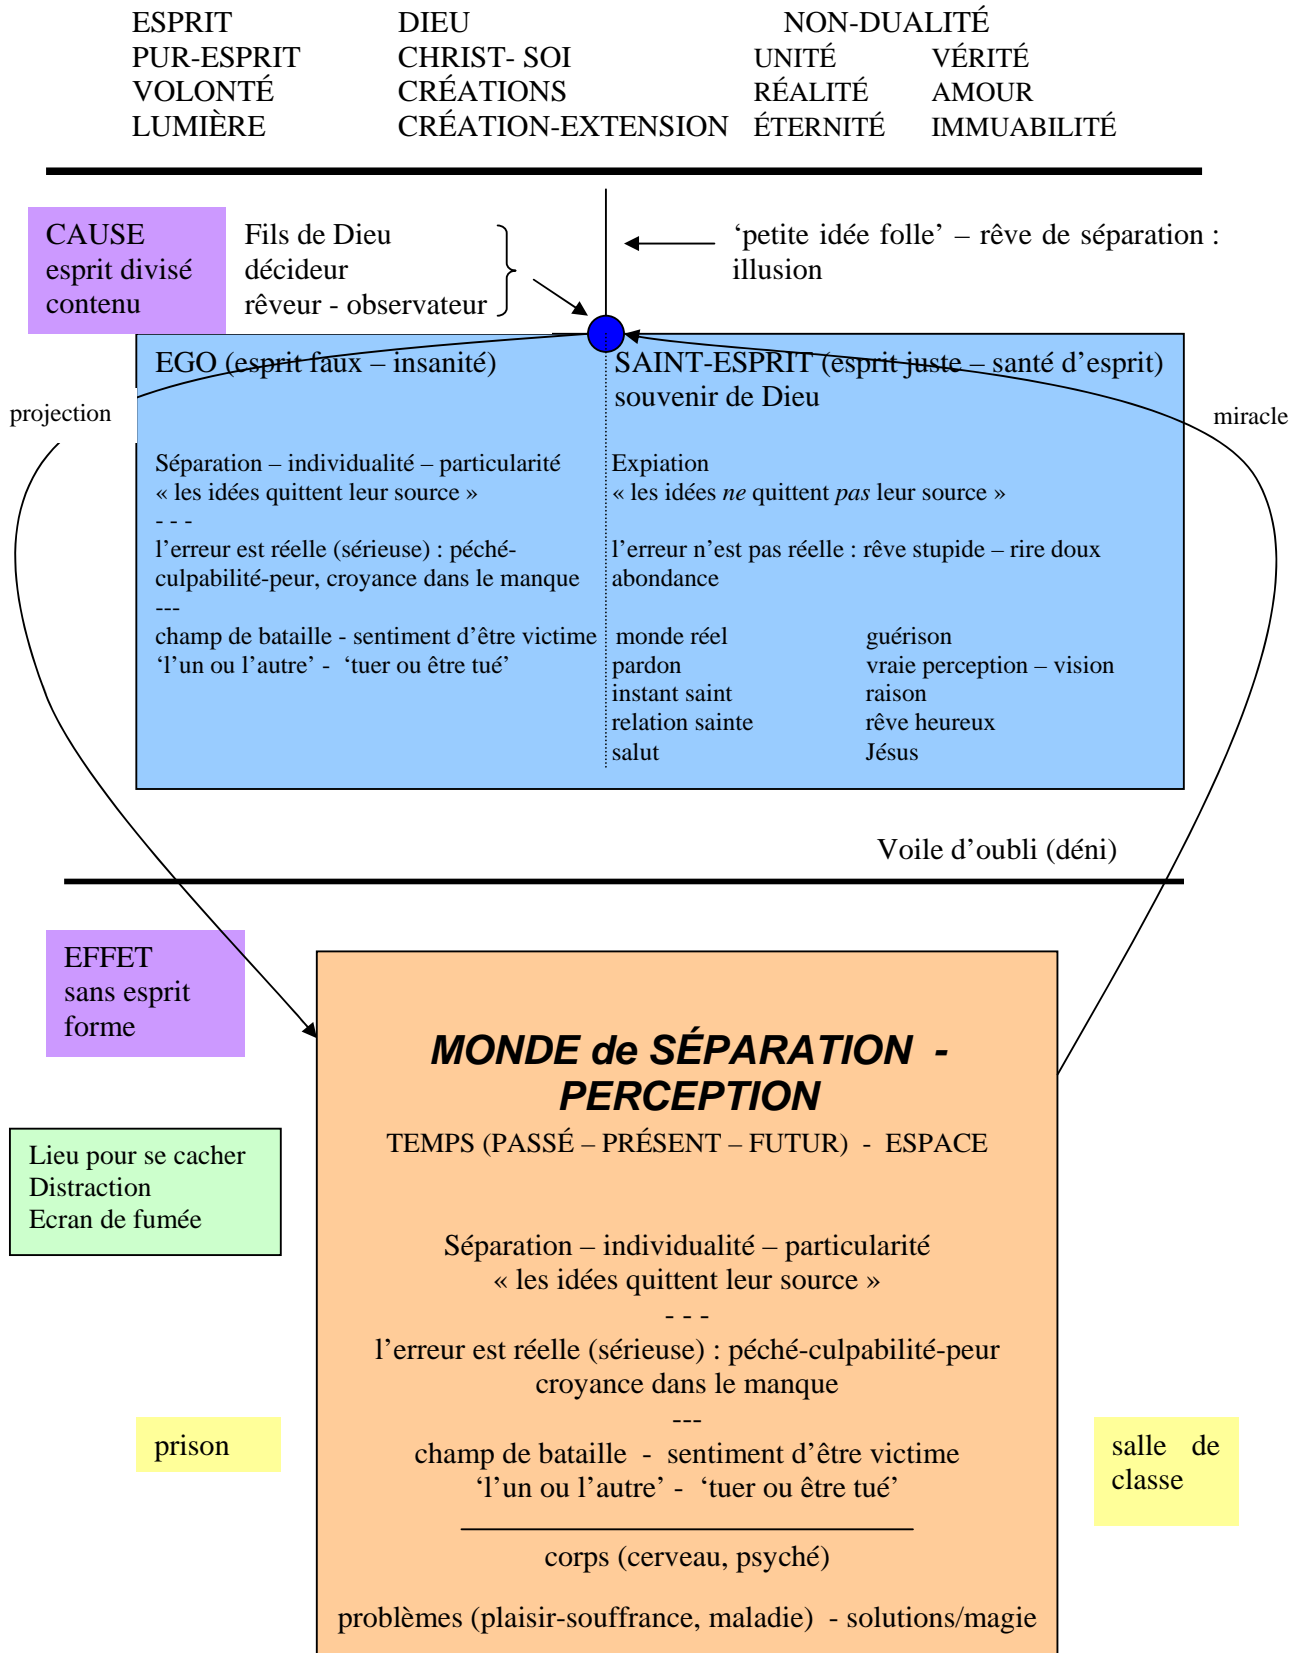 ESPRIT DIEU NON-DUALITÉ
PUR-ESPRIT CHRIST- SOI UNITÉ VÉRITÉ
VOLONTÉ CRÉATIONS RÉALITÉ AMOUR
LUMIÈRE CRÉATION-EXTENSION ÉTERNITÉ IMMUABILITÉ
CAUSE
esprit divisé
contenu
Fils de Dieu
décideur
rêveur - observateur
‘petite idée folle’ – rêve de séparation :
illusion
EGO (esprit faux – insanité)
SAINT-ESPRIT (esprit juste – santé d’esprit)
souvenir de Dieu
projection
miracle
Séparation – individualité – particularité
« les idées quittent leur source »
- - -
l’erreur est réelle (sérieuse) : péché-
culpabilité-peur, croyance dans le manque
---
champ de bataille - sentiment d’être victime
‘l’un ou l’autre’ - ‘tuer ou être tué’
Expiation
« les idées ne quittent pas leur source »
l’erreur n’est pas réelle : rêve stupide – rire doux
abondance
monde réel guérison
pardon vraie perception – vision
instant saint raison
relation sainte rêve heureux
salut Jésus
Voile d’oubli (déni)
EFFET
sans esprit
forme
Lieu pour se cacher
Distraction
Ecran de fumée
MONDE de SÉPARATION -
PERCEPTION
TEMPS (PASSÉ – PRÉSENT – FUTUR) - ESPACE
Séparation – individualité – particularité
« les idées quittent leur source »
- - -
l’erreur est réelle (sérieuse) : péché-culpabilité-peur
croyance dans le manque
---
champ de bataille - sentiment d’être victime
‘l’un ou l’autre’ - ‘tuer ou être tué’
corps (cerveau, psyché)
problèmes (plaisir-souffrance, maladie) - solutions/magie
prison
salle de
classe